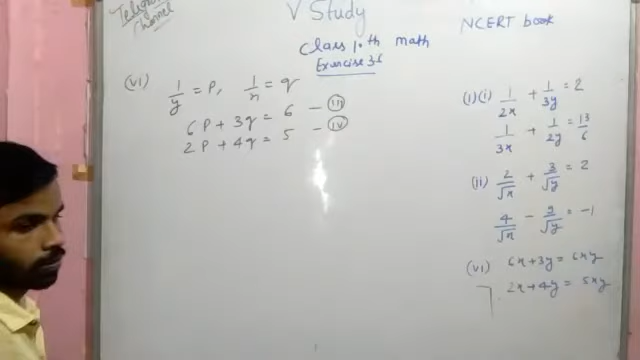 Telegram
Channel
V Study
Class 10th math
Exercise 3.6
NCERT book
(vi) 1/y = P, 1/x = q
6P + 3q = 6 — (iii)
2P + 4q = 5 — (iv)
(1)(i) 1/2x + 1/3y = 2
1/3x + 1/2y = 13/6
(ii) 2/√x + 3/√y = 2
4/√x - 9/√y = -1
(vi) 6x+3y = 6xy
2x+4y = 5xy